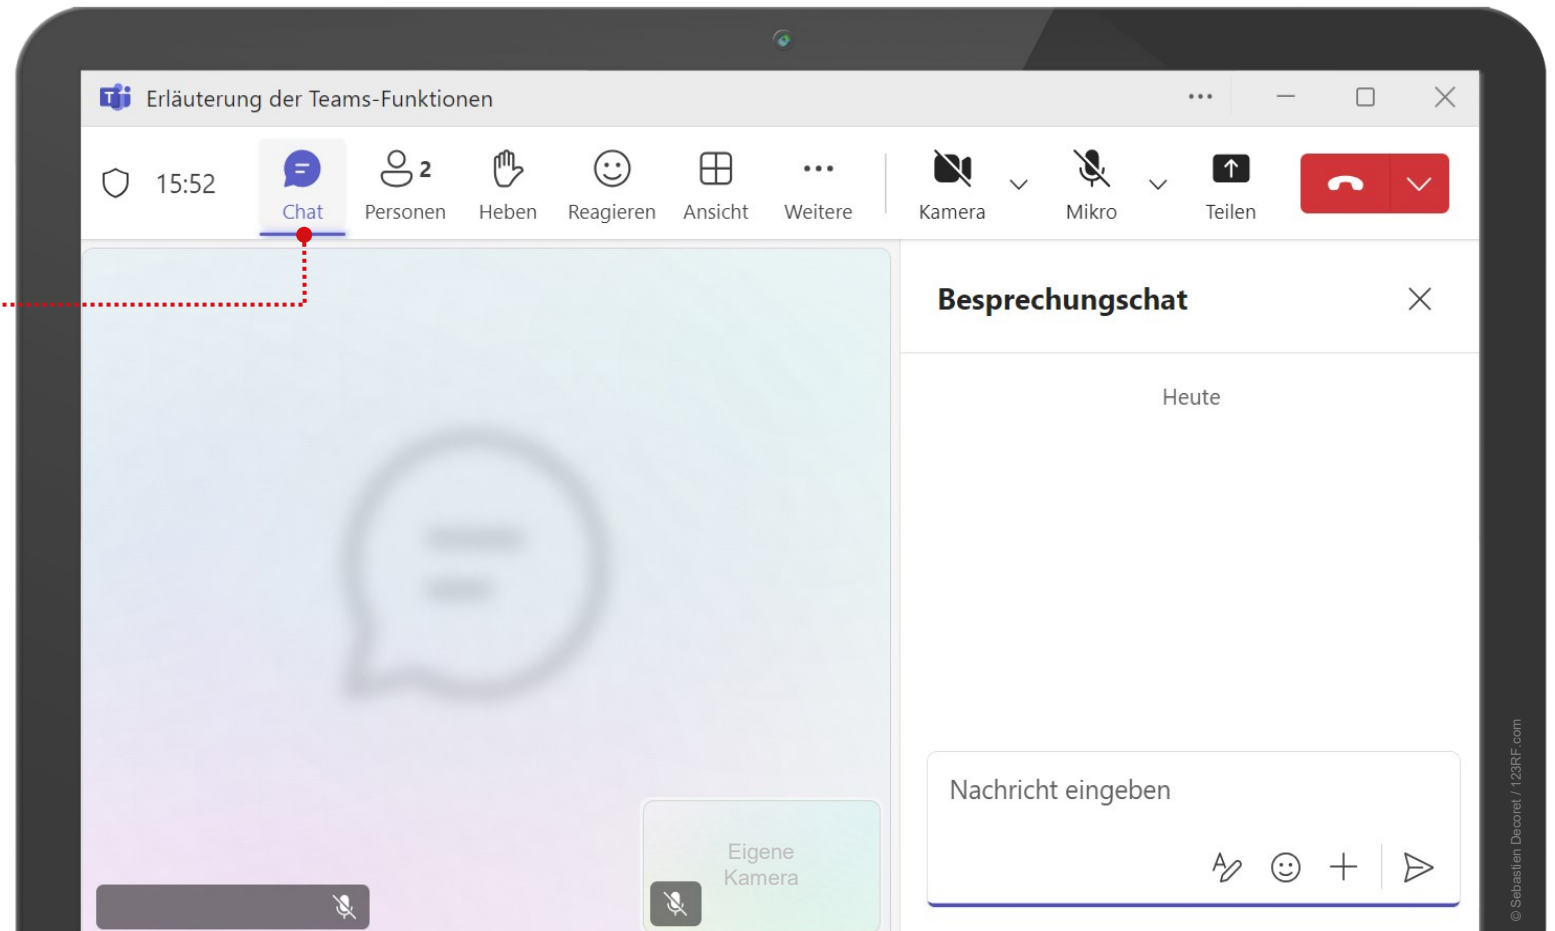 Erläuterung der Teams-Funktionen
15:52
Chat
Personen
2
Heben
Reagieren
Ansicht
Weitere
Kamera
Mikro
Teilen
Besprechungschat
Heute
Nachricht eingeben
Eigene
Kamera
© Sebastien Decoret / 123RF.com